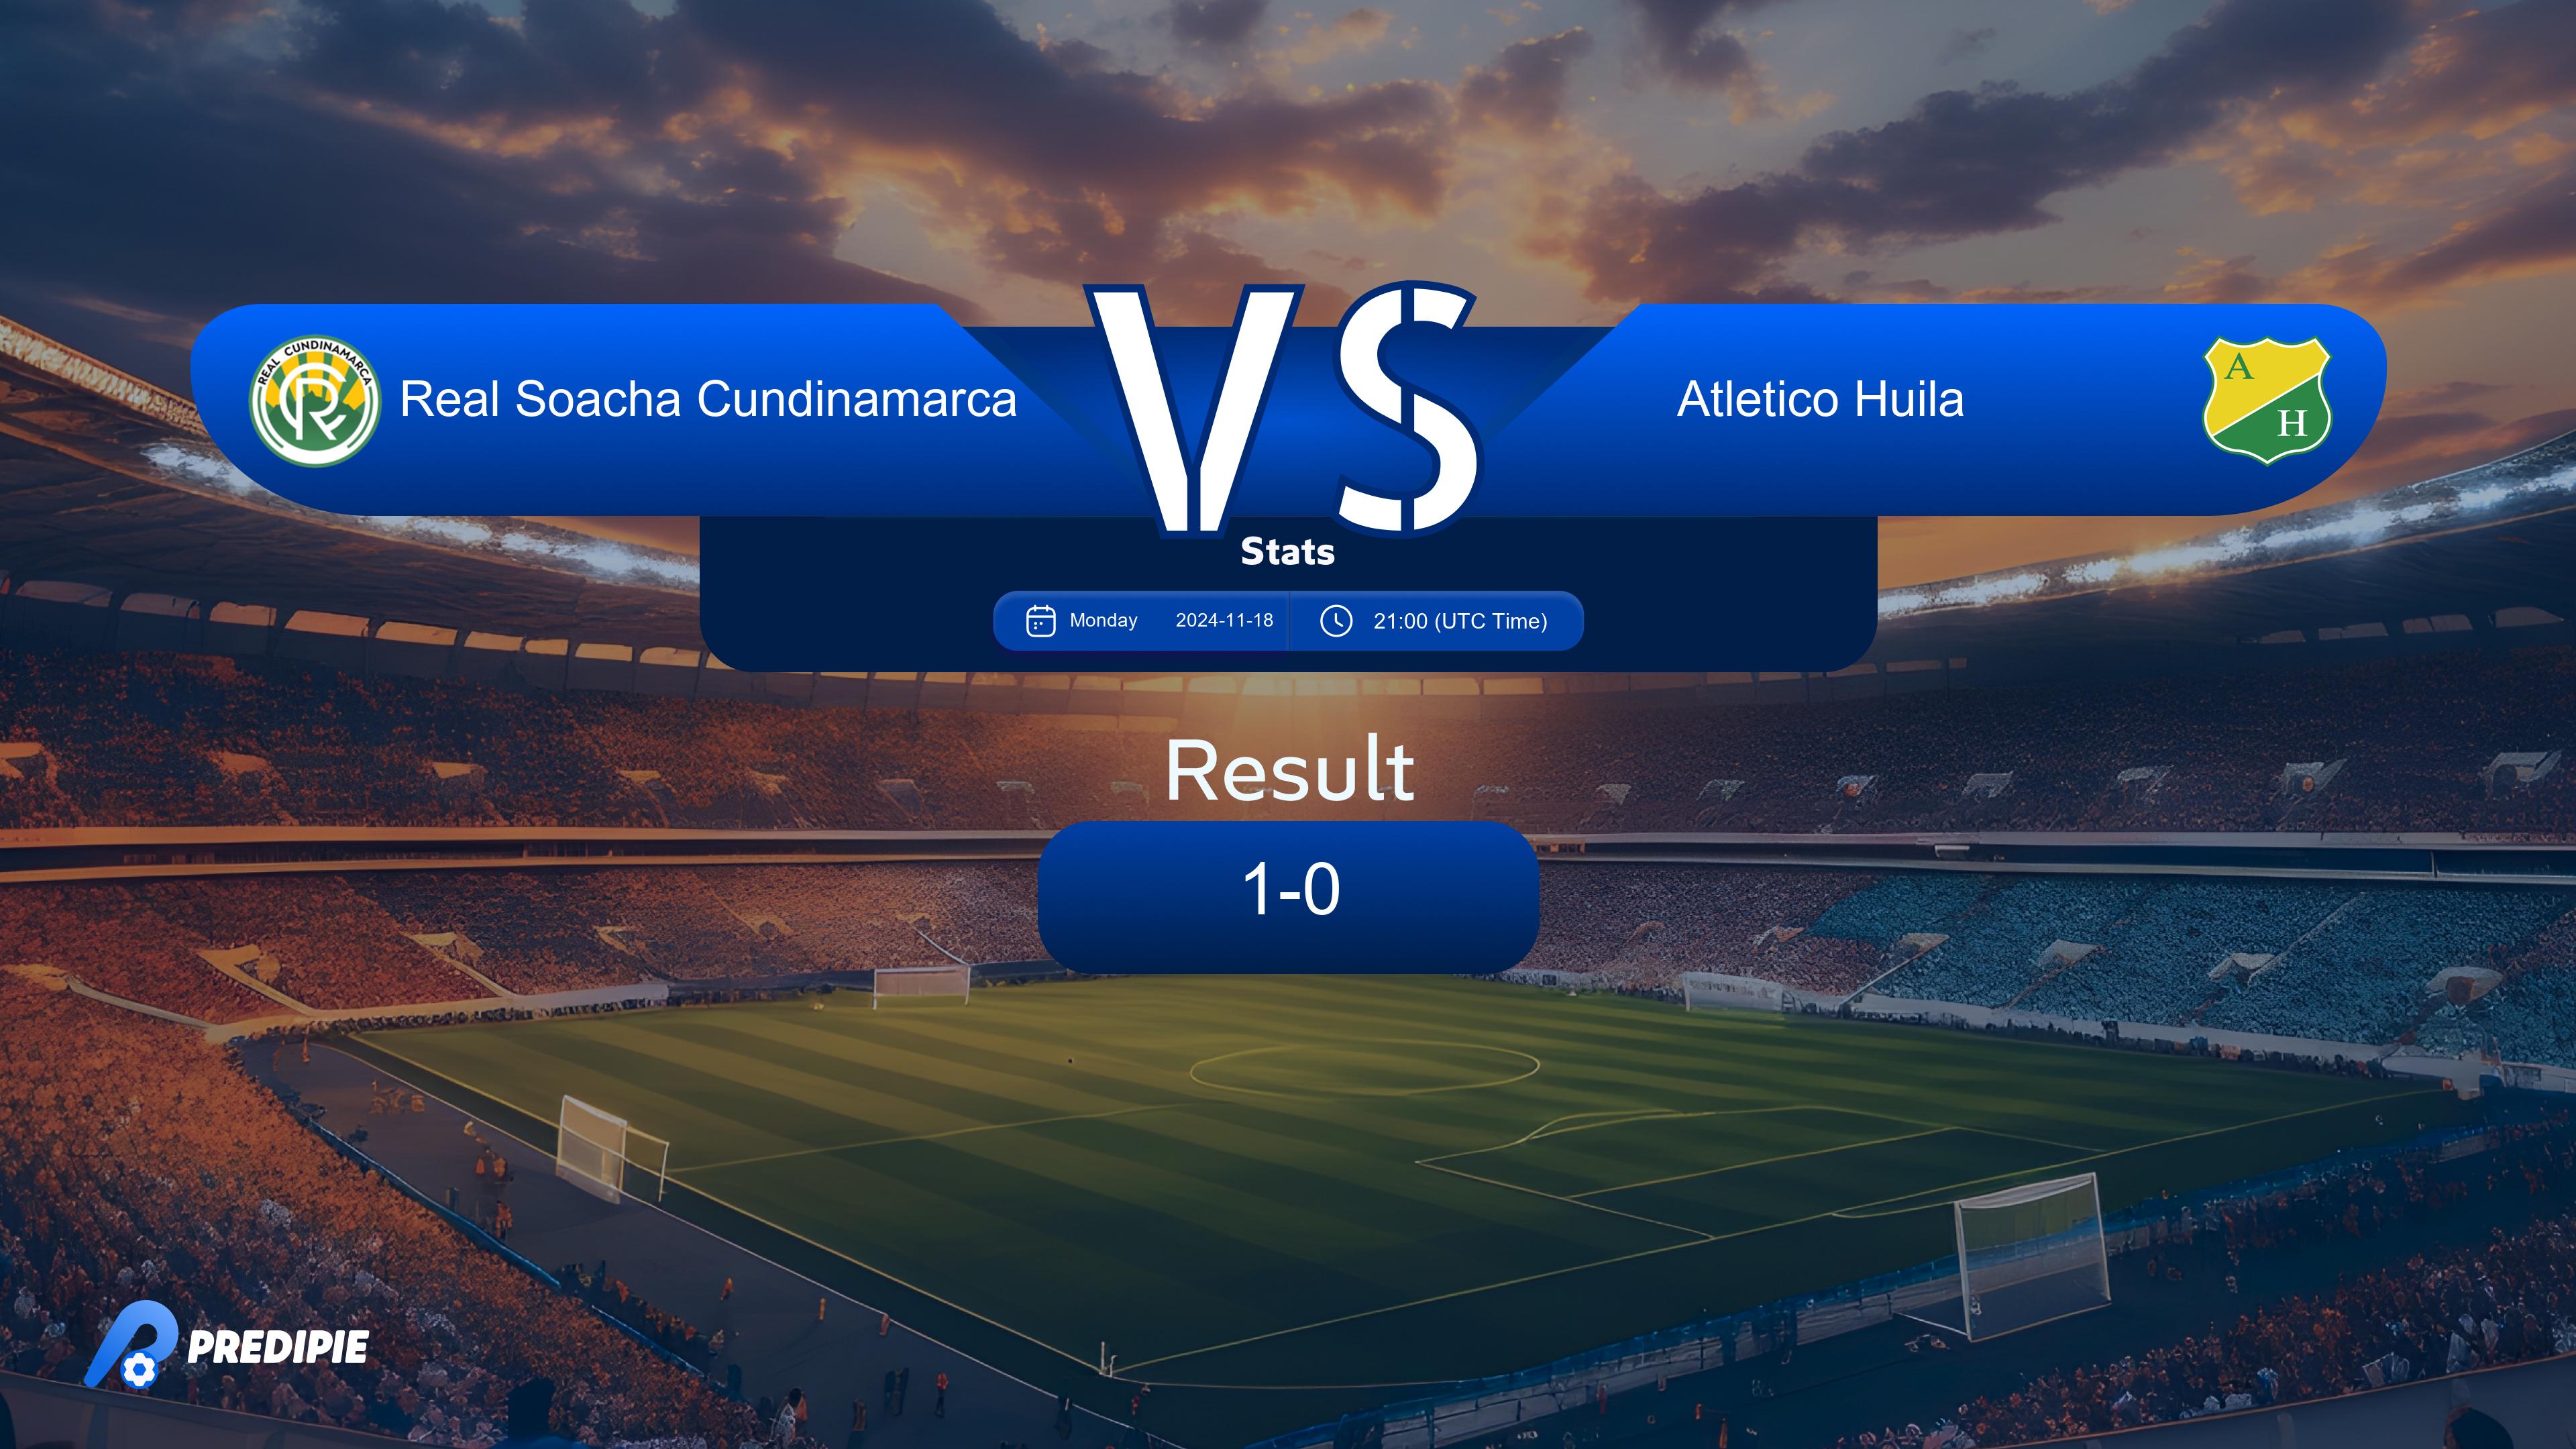 REAL CUNDINAMARCA
RC
Real Soacha Cundinamarca
VS
Atletico Huila
A
H
Stats
Monday 2024-11-18 21:00 (UTC Time)
Result
1-0
PREDIPIE